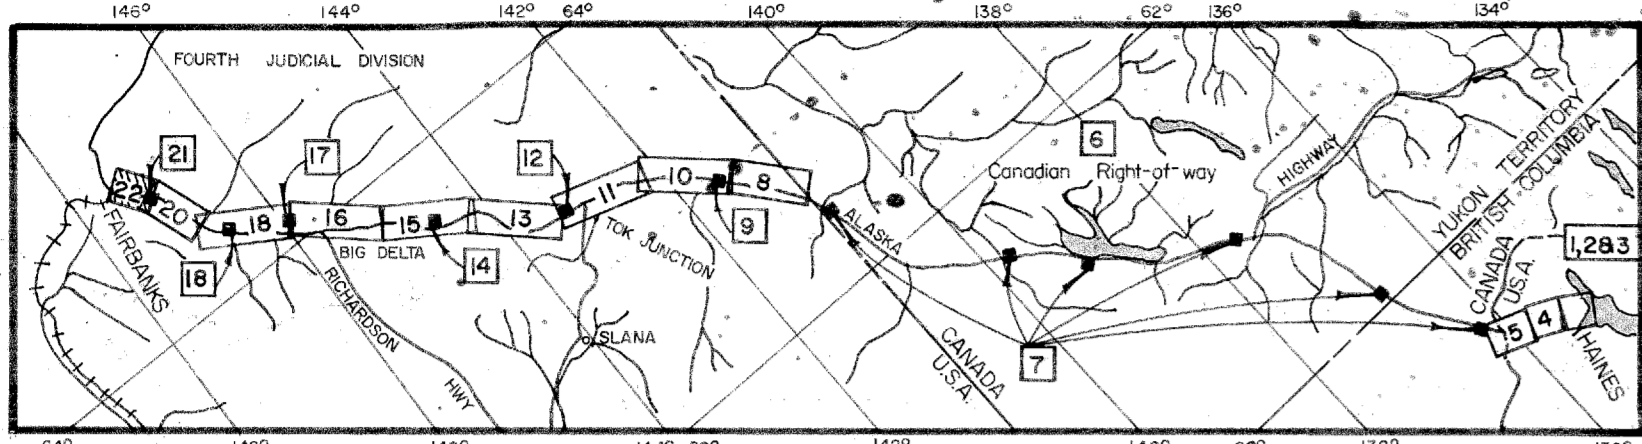 146° 144° 142° 64° 140° 138° 62° 136° 134°
FOURTH JUDICIAL DIVISION
21
17
12
6
22
20
18
16
15
13
11
10
8
Canadian Right-of-way
HIGHWAY
YUKON TERRITORY
BRITISH COLUMBIA
FAIRBANKS
18
BIG DELTA
14
TOK JUNCTION
9
ALASKA
1,2&3
CANADA
U.S.A.
RICHARDSON
HWY
SLANA
CANADA
U.S.A.
7
5
4
HAINES